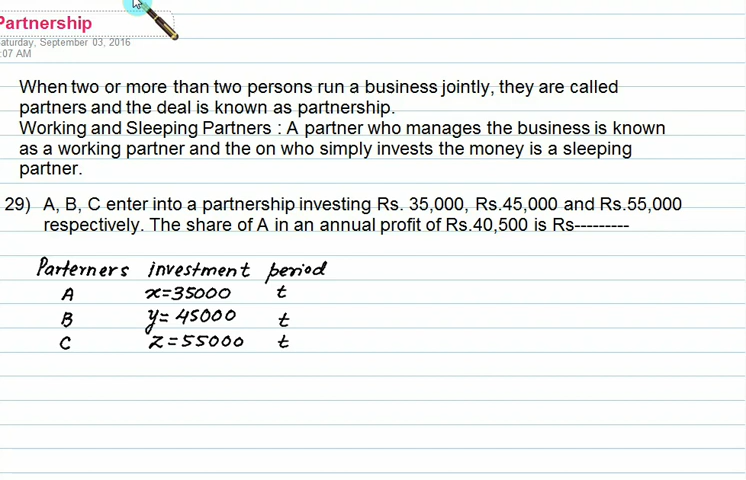 Partnership
aturday, September 03, 2016
:07 AM
When two or more than two persons run a business jointly, they are called
partners and the deal is known as partnership.
Working and Sleeping Partners : A partner who manages the business is known
as a working partner and the on who simply invests the money is a sleeping
partner.
29) A, B, C enter into a partnership investing Rs. 35,000, Rs.45,000 and Rs.55,000
respectively. The share of A in an annual profit of Rs.40,500 is Rs---------
Parterners investment period
A x=35000 t
B y=45000 t
C z=55000 t